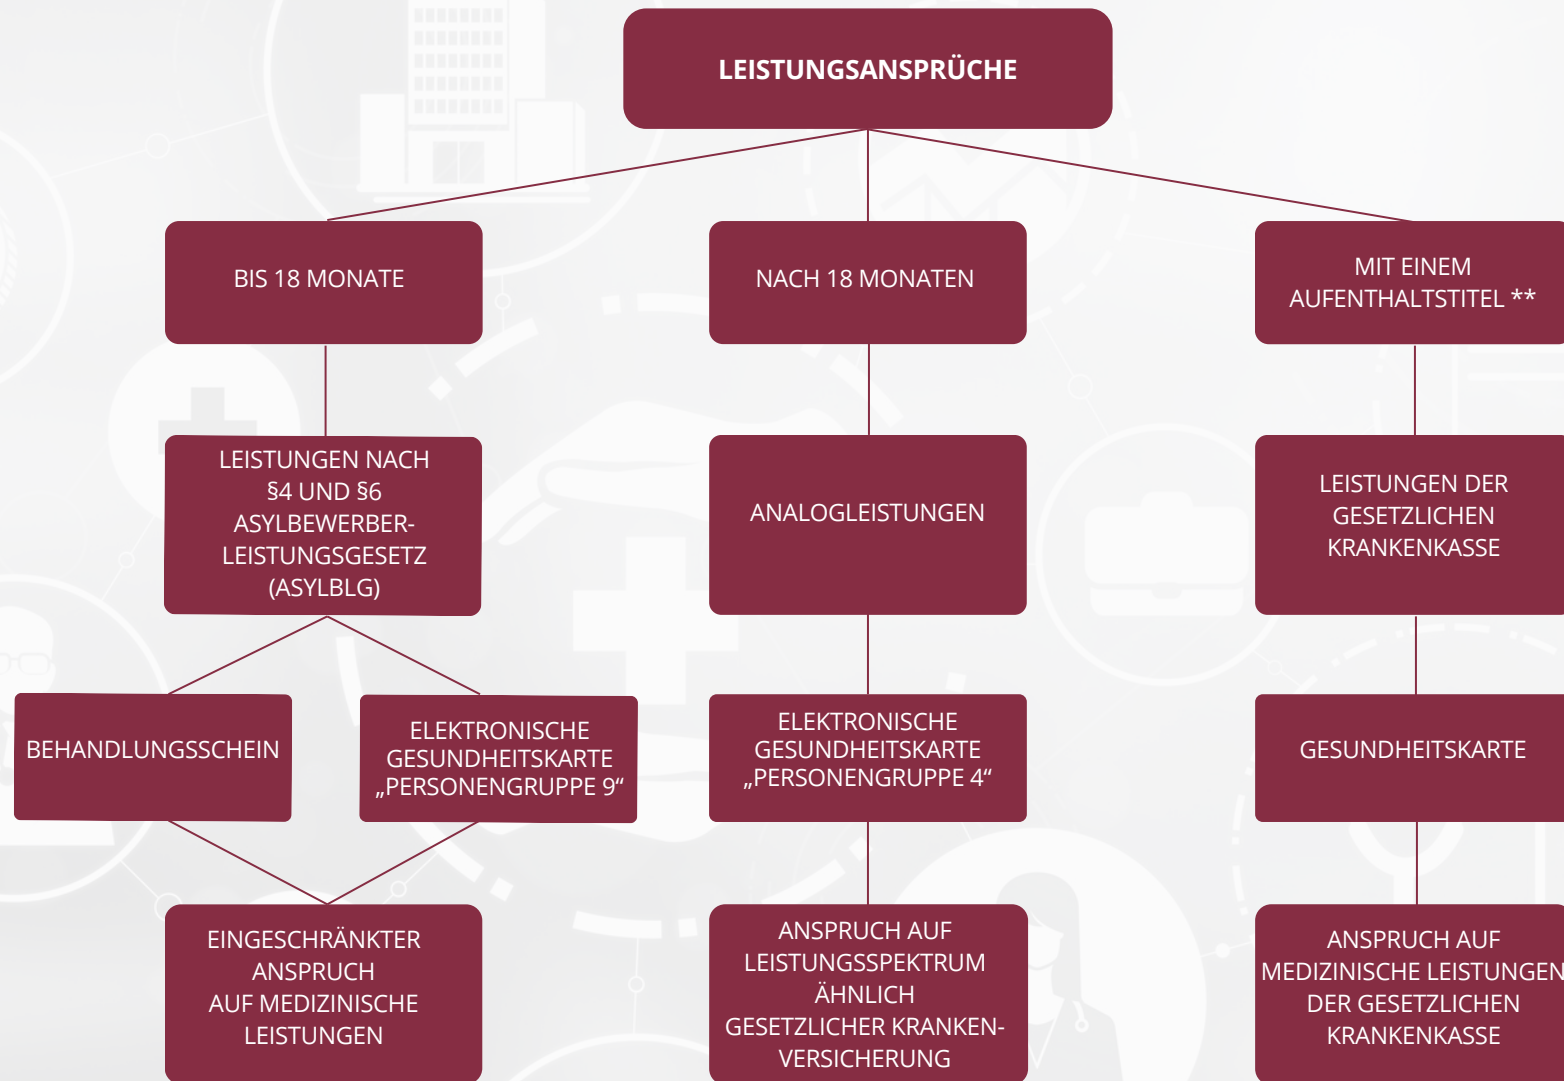 LEISTUNGSANSPRÜCHE
BIS 18 MONATE
NACH 18 MONATEN
MIT EINEM
AUFENTHALTSTITEL **
LEISTUNGEN NACH
§4 UND §6
ASYLBEWERBER-
LEISTUNGSGESETZ
(ASYLBLG)
ANALOGLEISTUNGEN
LEISTUNGEN DER
GESETZLICHEN
KRANKENKASSE
BEHANDLUNGSSCHEIN
ELEKTRONISCHE
GESUNDHEITSKARTE
„PERSONENGRUPPE 9“
ELEKTRONISCHE
GESUNDHEITSKARTE
„PERSONENGRUPPE 4“
GESUNDHEITSKARTE
EINGESCHRÄNKTER
ANSPRUCH
AUF MEDIZINISCHE
LEISTUNGEN
ANSPRUCH AUF
LEISTUNGSSPEKTRUM
ÄHNLICH
GESETZLICHER KRANKEN-
VERSICHERUNG
ANSPRUCH AUF
MEDIZINISCHE LEISTUNGEN
DER GESETZLICHEN
KRANKENKASSE